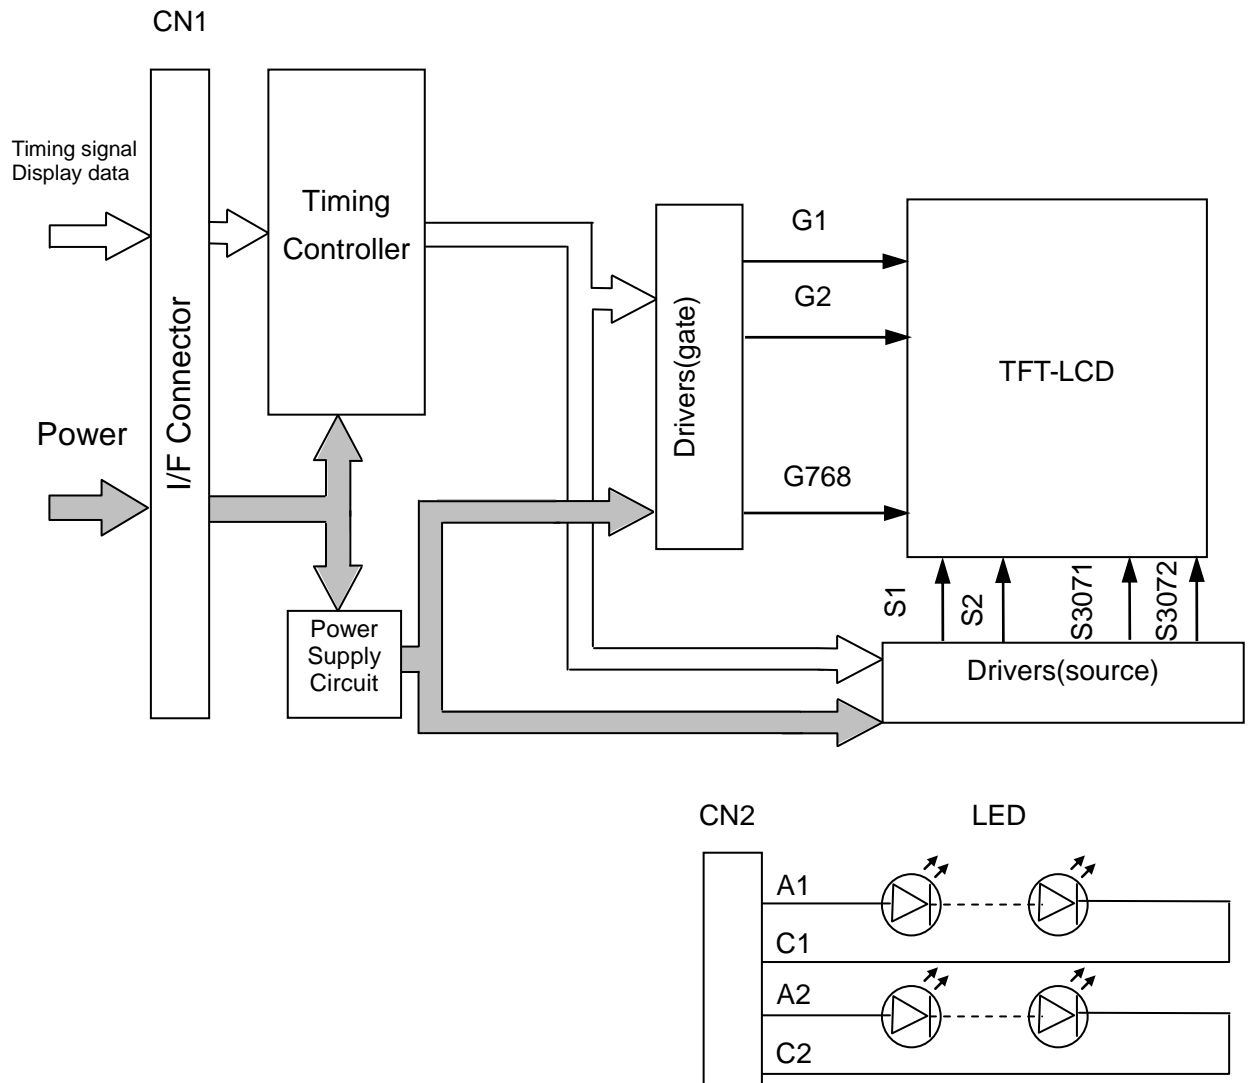 CN1
Timing signal
Display data
Timing
Controller
I/F Connector
Power
Drivers(gate)
G1
G2
G768
TFT-LCD
Power
Supply
Circuit
S1
S2
S3071
S3072
Drivers(source)
CN2
LED
A1
C1
A2
C2